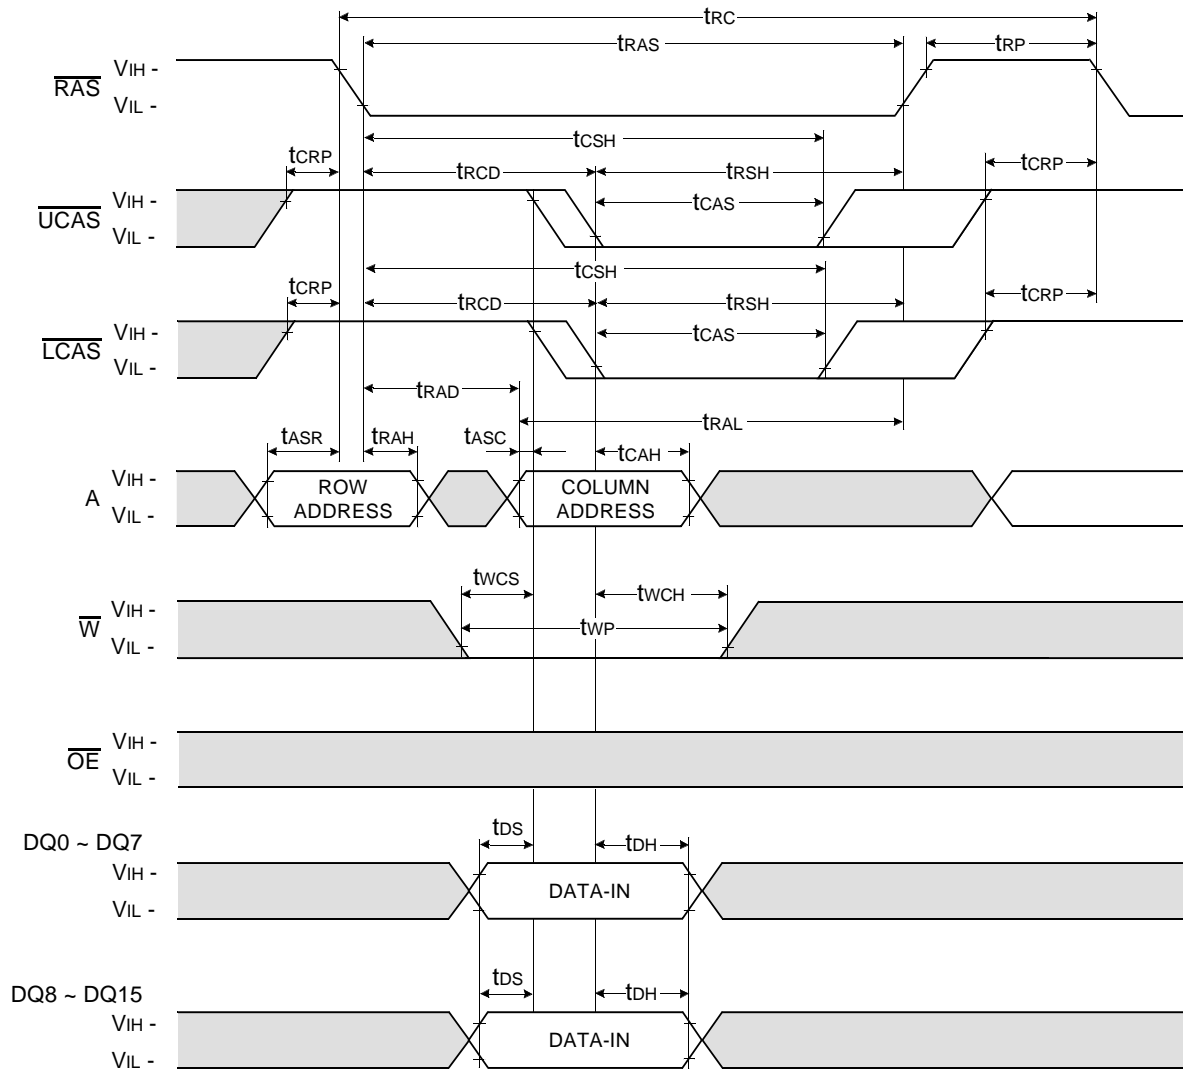 tRC
tRAS
tRP
RAS
VIH -
VIL -
tCSH
tCRP
tRCD
tRSH
tCRP
UCAS
VIH -
VIL -
tCAS
tCSH
tCRP
tRCD
tRSH
tCRP
LCAS
VIH -
VIL -
tCAS
tRAD
tRAL
tASR
tRAH
tASC
tCAH
A
VIH -
VIL -
ROW
ADDRESS
COLUMN
ADDRESS
tWCS
tWCH
W
VIH -
VIL -
tWP
OE
VIH -
VIL -
DQ0 ~ DQ7
tDS
tDH
VIH -
VIL -
DATA-IN
DQ8 ~ DQ15
tDS
tDH
VIH -
VIL -
DATA-IN